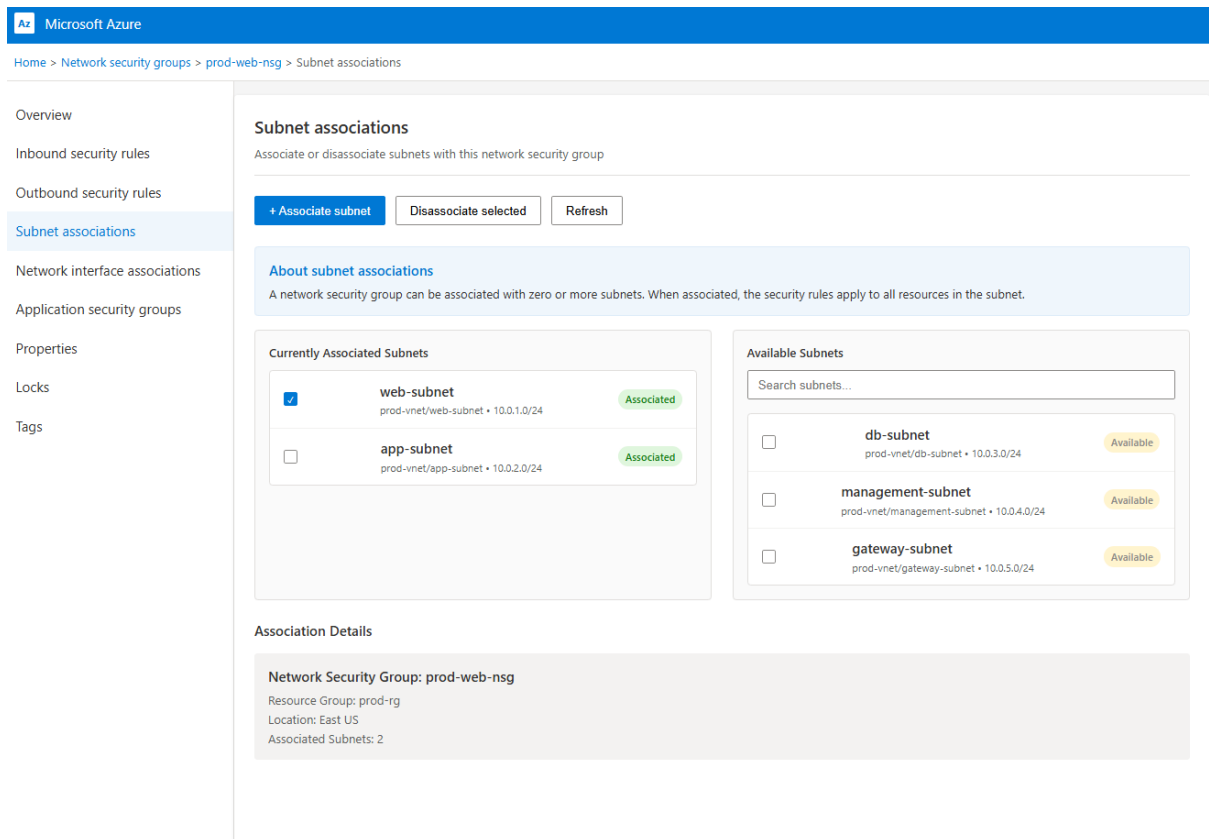 Az Microsoft Azure
Home > Network security groups > prod-web-nsg > Subnet associations
Overview
Inbound security rules
Outbound security rules
Subnet associations
Network interface associations
Application security groups
Properties
Locks
Tags
Subnet associations
Associate or disassociate subnets with this network security group
+ Associate subnet Disassociate selected Refresh
About subnet associations
A network security group can be associated with zero or more subnets. When associated, the security rules apply to all resources in the subnet.
Currently Associated Subnets
web-subnet
prod-vnet/web-subnet • 10.0.1.0/24
Associated
app-subnet
prod-vnet/app-subnet • 10.0.2.0/24
Associated
Available Subnets
Search subnets...
db-subnet
prod-vnet/db-subnet • 10.0.3.0/24
Available
management-subnet
prod-vnet/management-subnet • 10.0.4.0/24
Available
gateway-subnet
prod-vnet/gateway-subnet • 10.0.5.0/24
Available
Association Details
Network Security Group: prod-web-nsg
Resource Group: prod-rg
Location: East US
Associated Subnets: 2